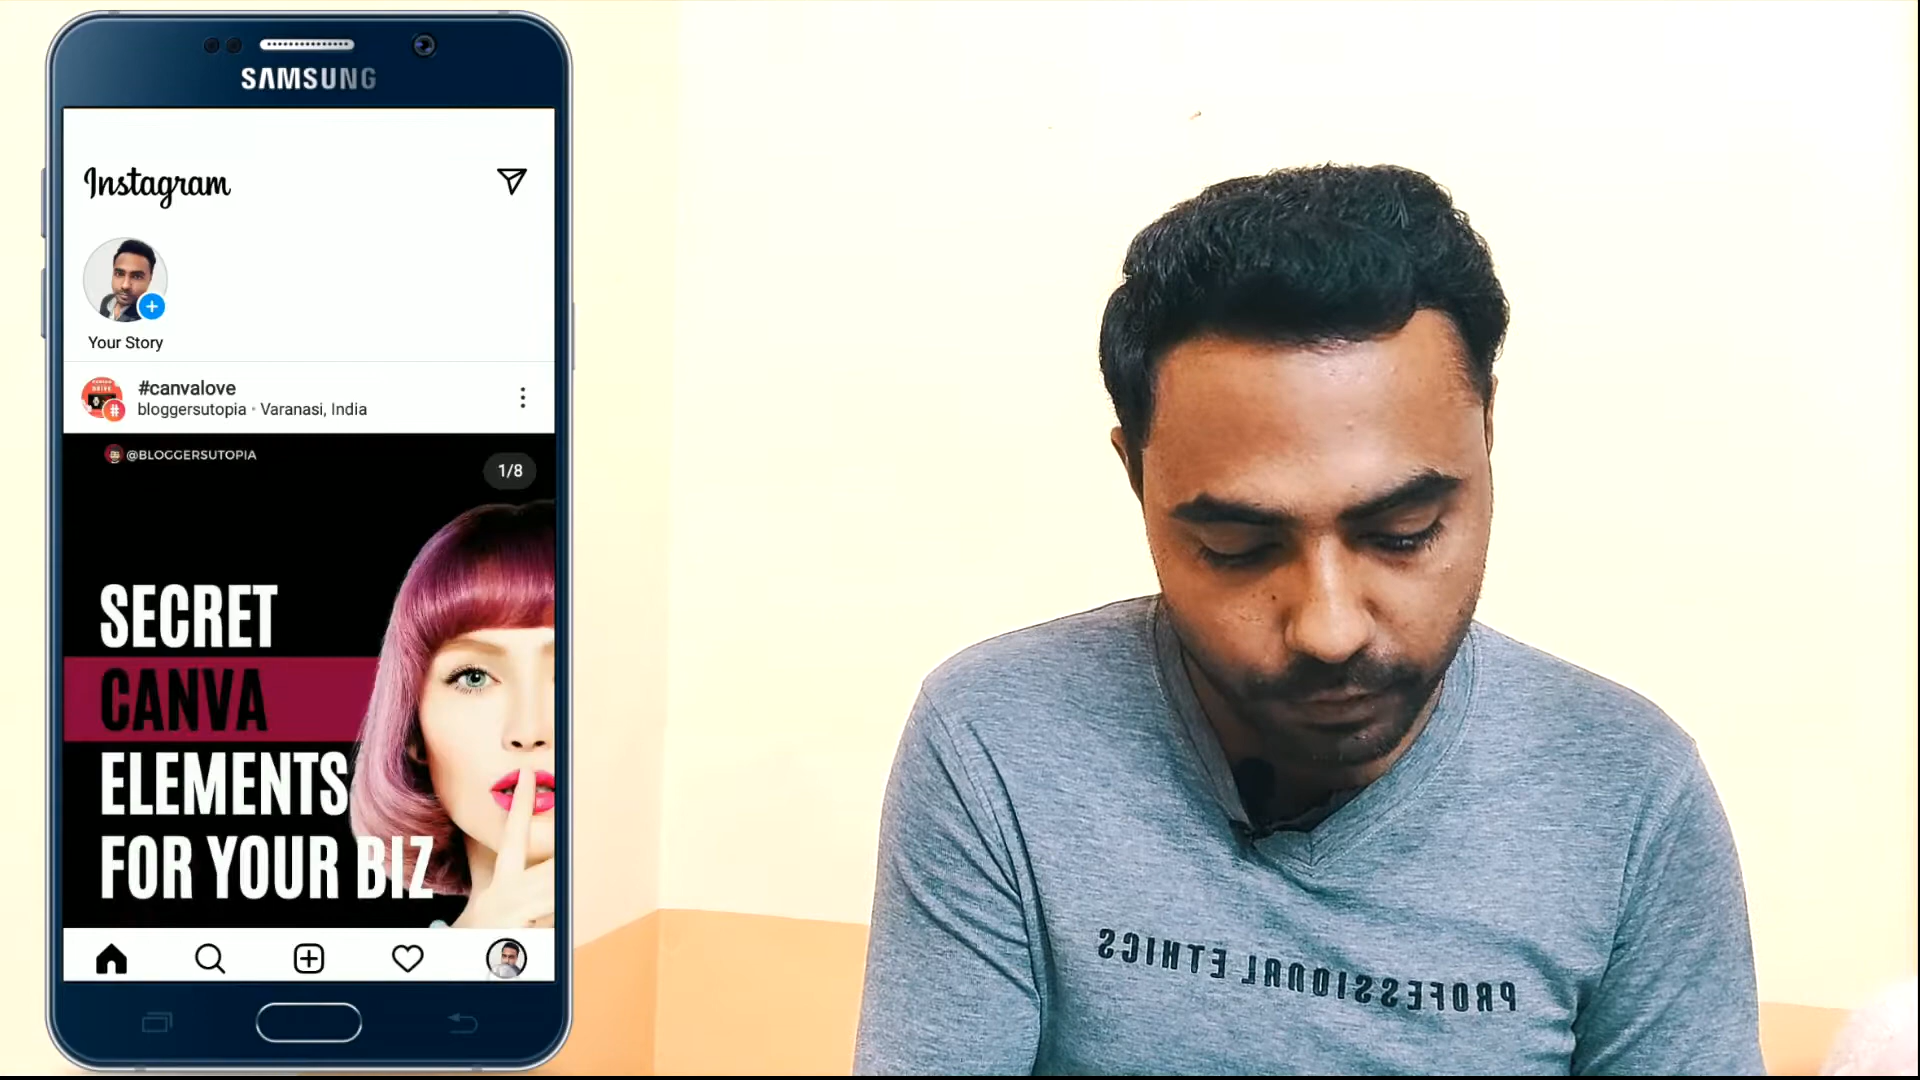 SAMSUNG
Instagram
Your Story
#canvalove
bloggersutopia • Varanasi, India
@BLOGGERSUTOPIA
1/8
SECRET
CANVA
ELEMENTS
FOR YOUR BIZ
PROFESSIONAL ETHICS